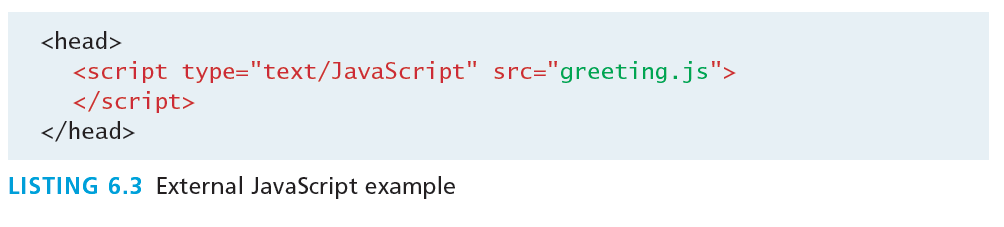 <head>
<script type="text/JavaScript" src="greeting.js">
</script>
</head>
LISTING 6.3 External JavaScript example